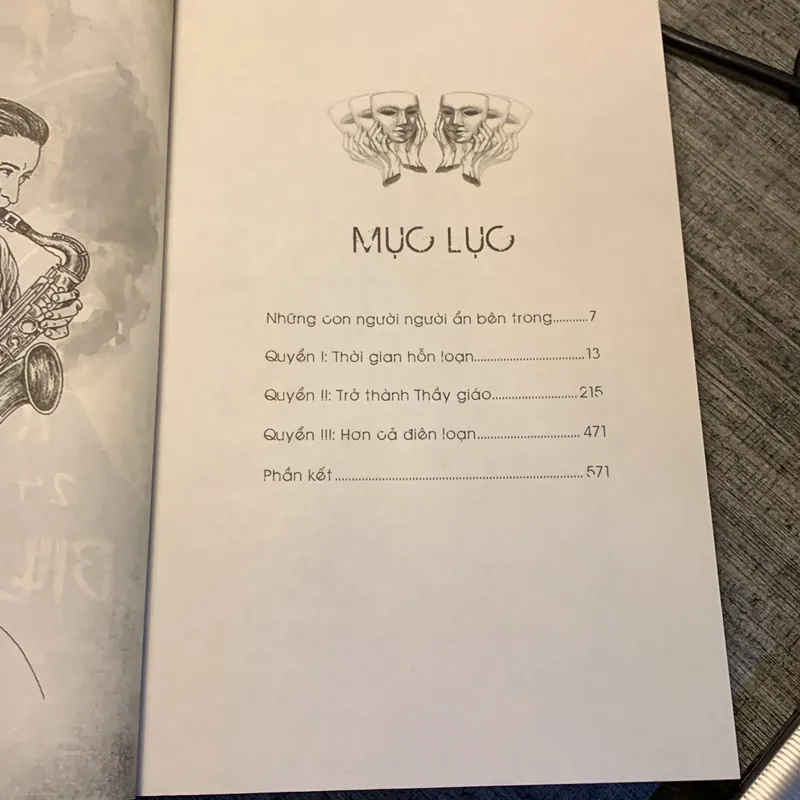 MỤC LỤC
Những con người người ẩn bên trong...........7
Quyển I: Thời gian hỗn loạn..................................13
Quyển II: Trở thành Thầy giáo..........................215
Quyển III: Hơn cả điên loạn................................471
Phần kết...........................................................................571